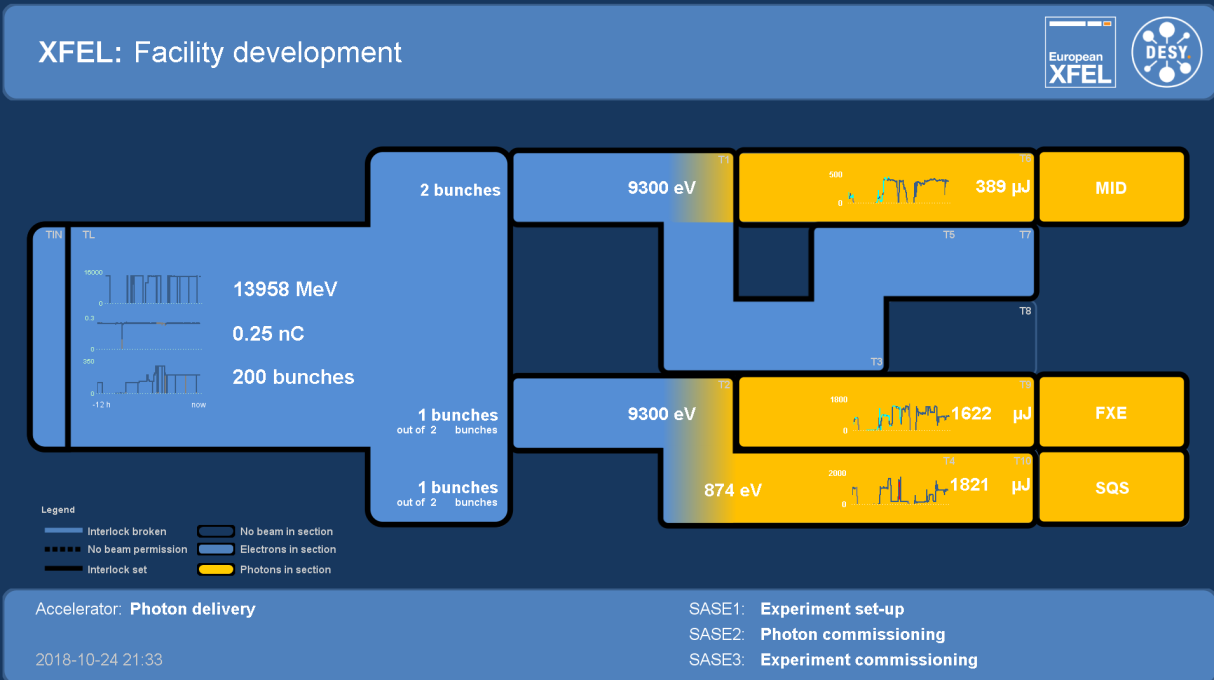 XFEL: Facility development
European
XFEL
DESY.
T1
T6
2 bunches
9300 eV
500
0
389 µJ
MID
TIN
TL
T5
T7
15000
0
13958 MeV
0.3
0
0.25 nC
T8
350
0
200 bunches
-12 h
now
T3
T2
T9
1 bunches
out of 2 bunches
9300 eV
1800
0
1622 µJ
FXE
T4
T10
1 bunches
out of 2 bunches
874 eV
2000
0
1821 µJ
SQS
Legend
Interlock broken
No beam in section
No beam permission
Electrons in section
Interlock set
Photons in section
Accelerator: Photon delivery
SASE1: Experiment set-up
SASE2: Photon commissioning
2018-10-24 21:33
SASE3: Experiment commissioning